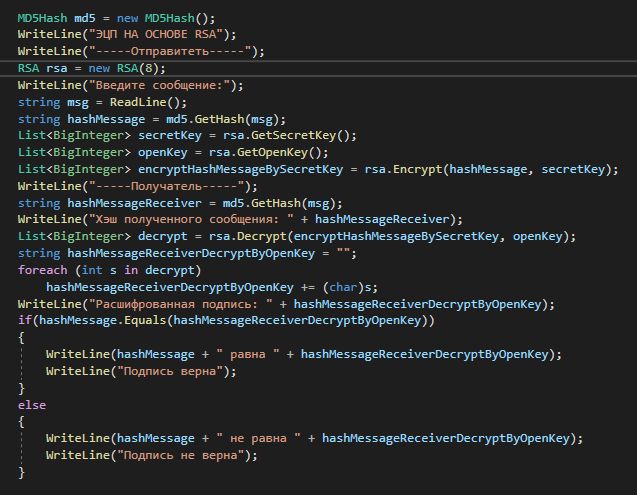 MD5Hash md5 = new MD5Hash();
WriteLine("ЭЦП НА ОСНОВЕ RSA");
WriteLine("-----Отправитеть-----");
RSA rsa = new RSA(8);
WriteLine("Введите сообщение:");
string msg = ReadLine();
string hashMessage = md5.GetHash(msg);
List<BigInteger> secretKey = rsa.GetSecretKey();
List<BigInteger> openKey = rsa.GetOpenKey();
List<BigInteger> encryptHashMessageBySecretKey = rsa.Encrypt(hashMessage, secretKey);
WriteLine("-----Получатель-----");
string hashMessageReceiver = md5.GetHash(msg);
WriteLine("Хэш полученного сообщения: " + hashMessageReceiver);
List<BigInteger> decrypt = rsa.Decrypt(encryptHashMessageBySecretKey, openKey);
string hashMessageReceiverDecryptByOpenKey = "";
foreach (int s in decrypt)
    hashMessageReceiverDecryptByOpenKey += (char)s;
WriteLine("Расшифрованная подпись: " + hashMessageReceiverDecryptByOpenKey);
if(hashMessage.Equals(hashMessageReceiverDecryptByOpenKey))
{
    WriteLine(hashMessage + " равна " + hashMessageReceiverDecryptByOpenKey);
    WriteLine("Подпись верна");
}
else
{
    WriteLine(hashMessage + " не равна " + hashMessageReceiverDecryptByOpenKey);
    WriteLine("Подпись не верна");
}